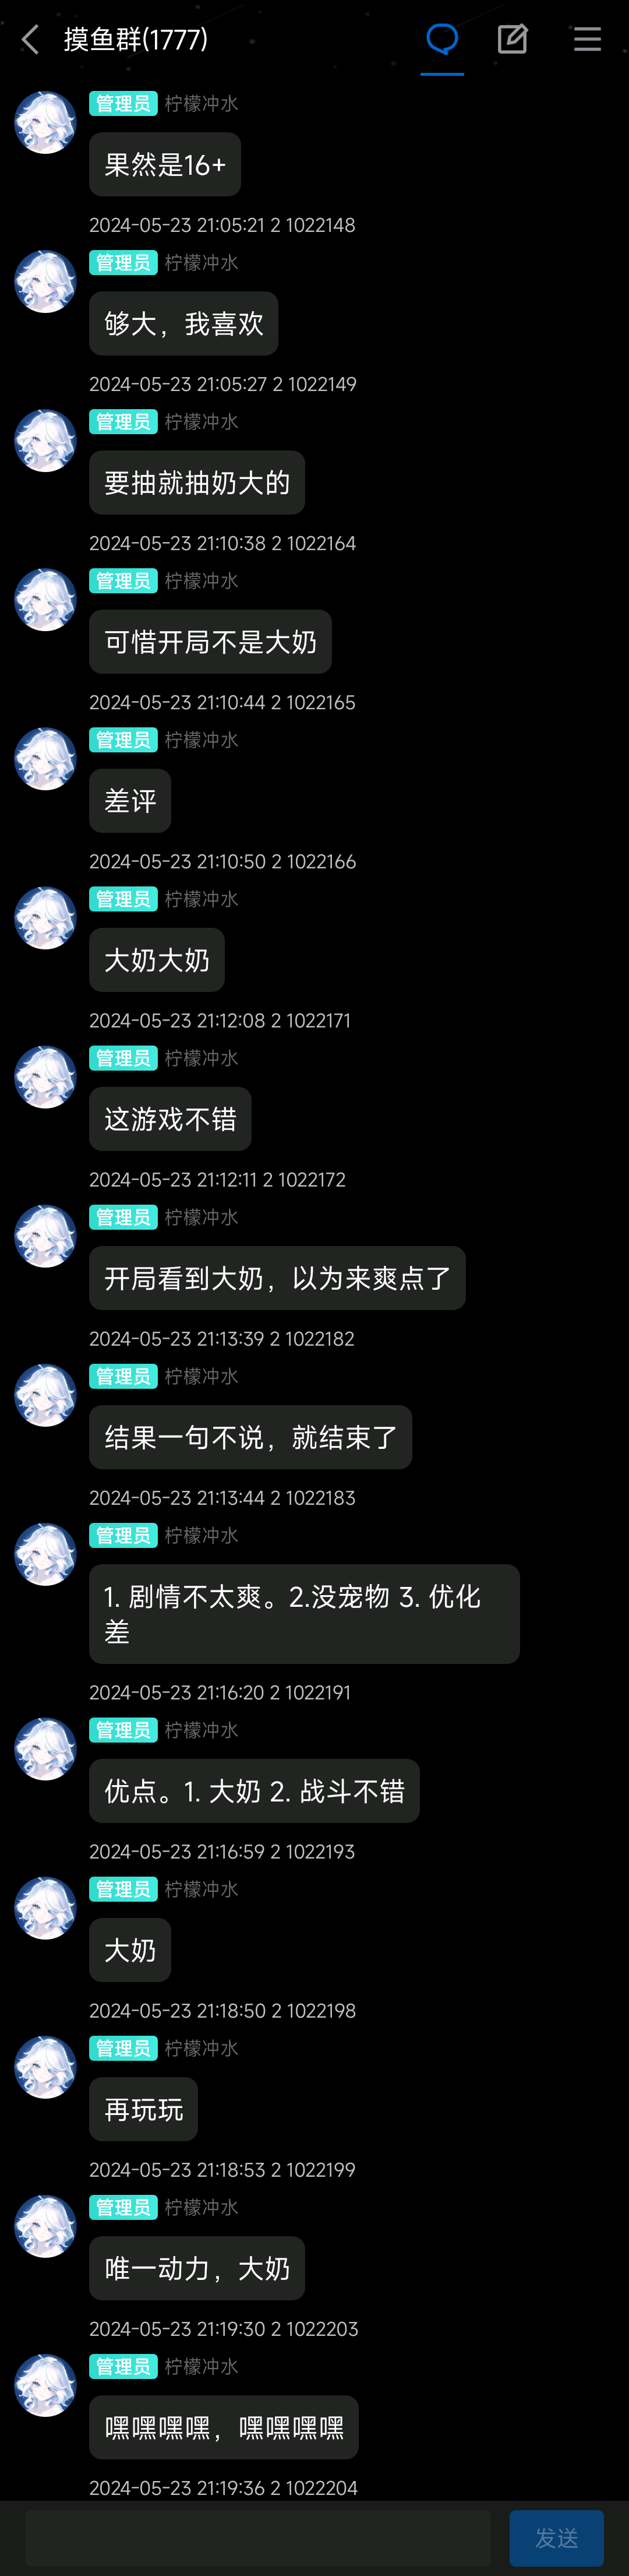 摸鱼群(1777)
管理员 柠檬冲水
果然是16+
2024-05-23 21:05:21 2 1022148
管理员 柠檬冲水
够大，我喜欢
2024-05-23 21:05:27 2 1022149
管理员 柠檬冲水
要抽就抽奶大的
2024-05-23 21:10:38 2 1022164
管理员 柠檬冲水
可惜开局不是大奶
2024-05-23 21:10:44 2 1022165
管理员 柠檬冲水
差评
2024-05-23 21:10:50 2 1022166
管理员 柠檬冲水
大奶大奶
2024-05-23 21:12:08 2 1022171
管理员 柠檬冲水
这游戏不错
2024-05-23 21:12:11 2 1022172
管理员 柠檬冲水
开局看到大奶，以为来爽点了
2024-05-23 21:13:39 2 1022182
管理员 柠檬冲水
结果一句不说，就结束了
2024-05-23 21:13:44 2 1022183
管理员 柠檬冲水
1. 剧情不太爽。2.没宠物 3. 优化
差
2024-05-23 21:16:20 2 1022191
管理员 柠檬冲水
优点。1. 大奶 2. 战斗不错
2024-05-23 21:16:59 2 1022193
管理员 柠檬冲水
大奶
2024-05-23 21:18:50 2 1022198
管理员 柠檬冲水
再玩玩
2024-05-23 21:18:53 2 1022199
管理员 柠檬冲水
唯一动力，大奶
2024-05-23 21:19:30 2 1022203
管理员 柠檬冲水
嘿嘿嘿嘿，嘿嘿嘿嘿
2024-05-23 21:19:36 2 1022204
发送